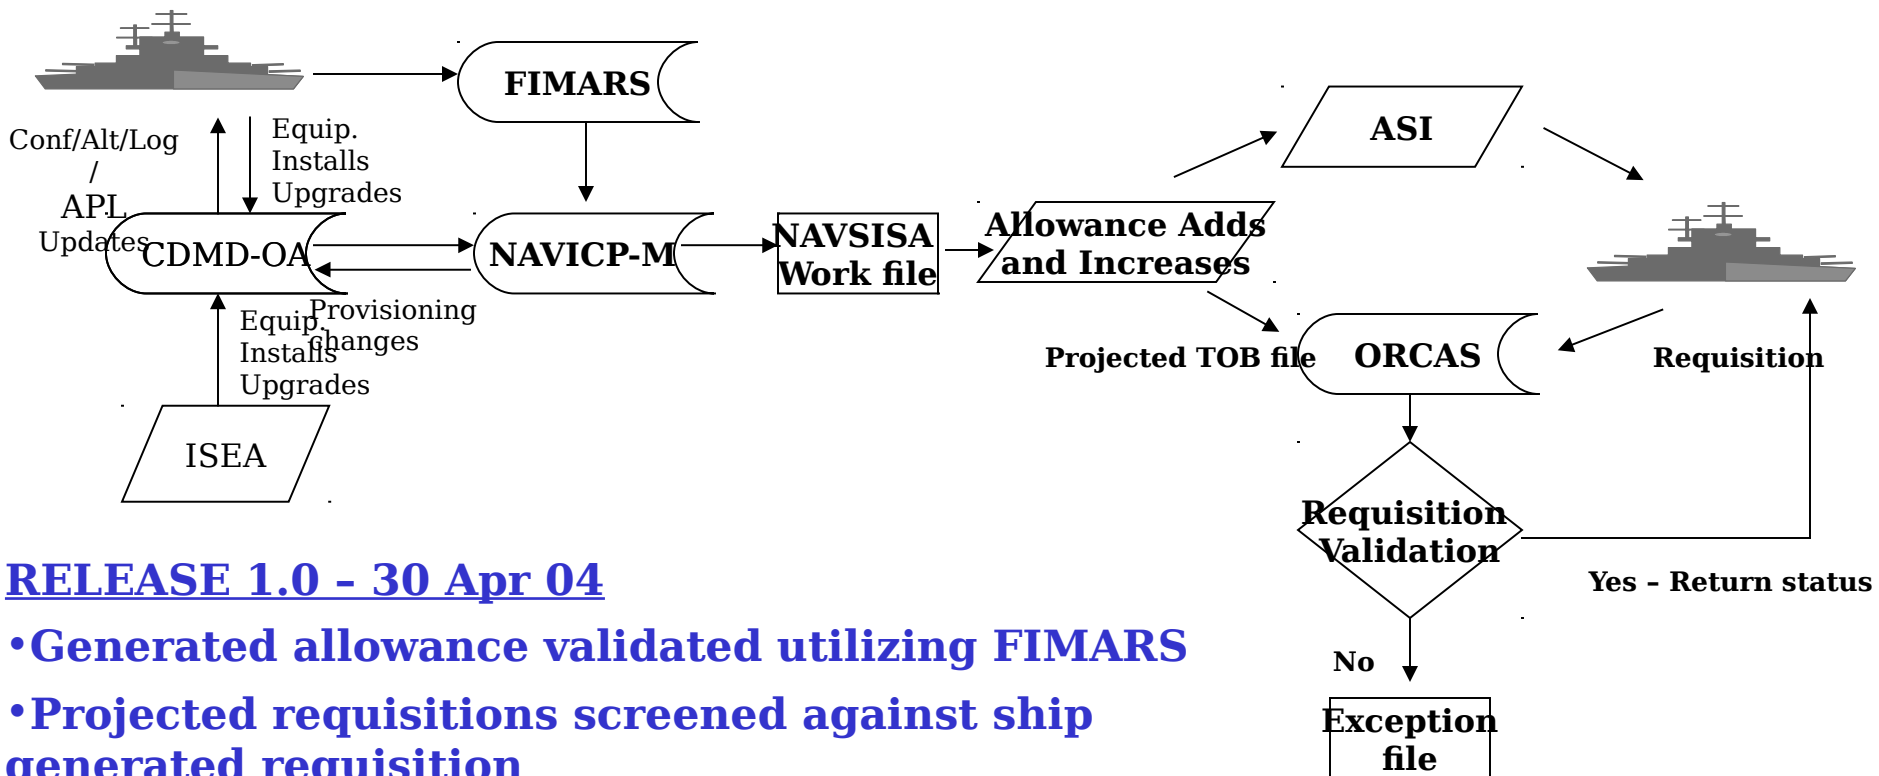 FIMARS
ASI
Conf/Alt/Log
/
APL
Updates
Equip.
Installs
Upgrades
CDMD-OA
NAVICP-M
NAVSISA
Work file
Allowance Adds
and Increases
Provisioning
changes
Equip.
Installs
Upgrades
ISEA
Projected TOB file
ORCAS
Requisition
Requisition
Validation
Yes – Return status
No
Exception
file
RELEASE 1.0 – 30 Apr 04
•Generated allowance validated utilizing FIMARS
•Projected requisitions screened against ship
generated requisition